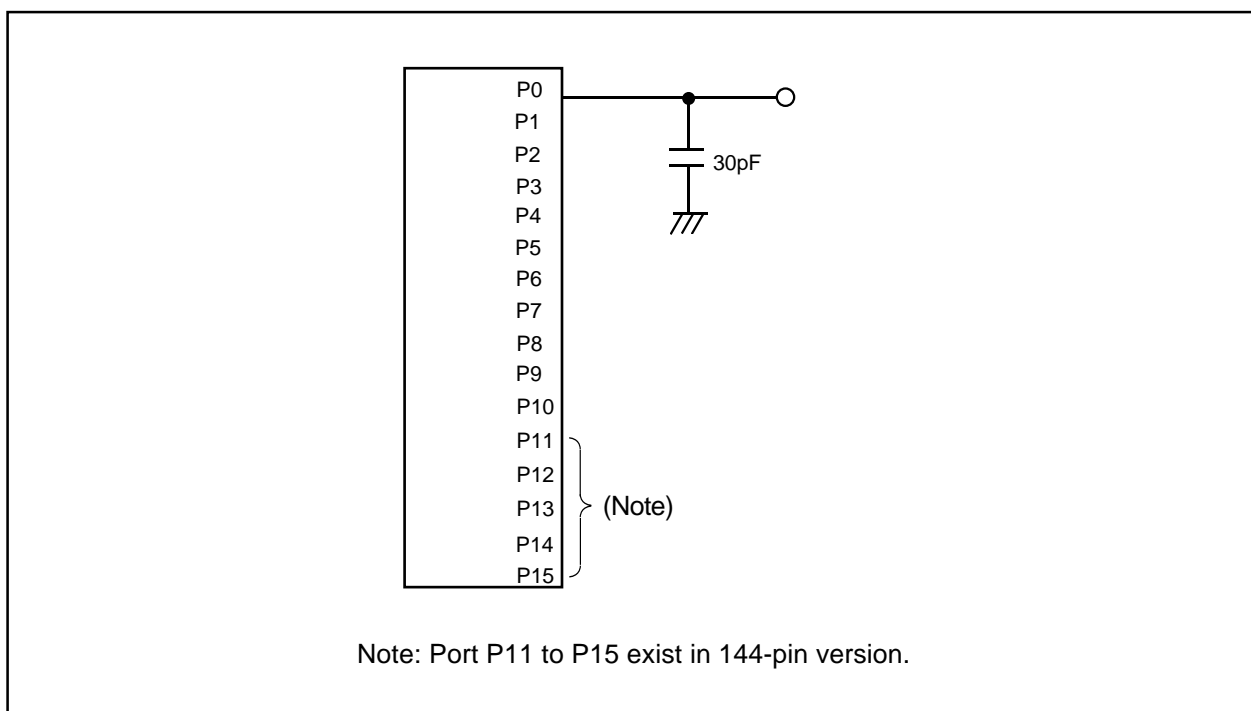 P0
P1
P2
P3
P4
P5
P6
P7
P8
P9
P10
P11
P12
P13
P14
P15
30pF
(Note)
Note: Port P11 to P15 exist in 144-pin version.